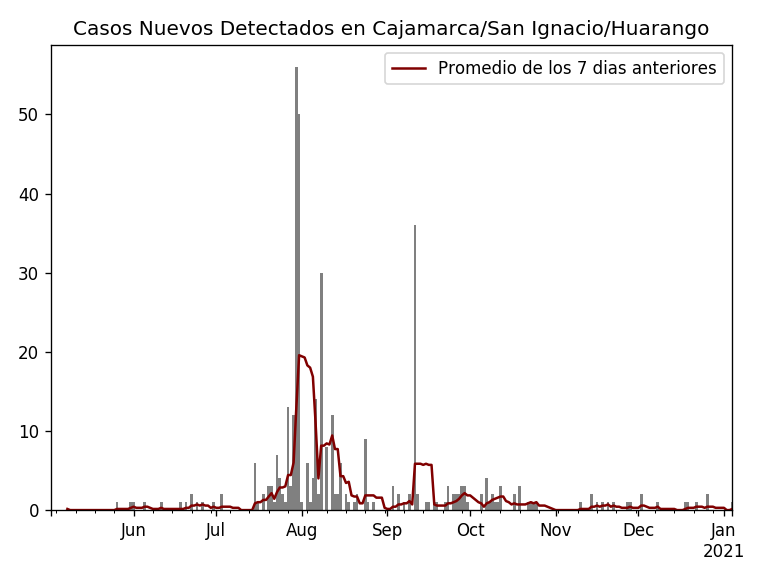 Casos Nuevos Detectados en Cajamarca/San Ignacio/Huarango
Promedio de los 7 dias anteriores
50
40
30
20
10
0
Jun Jul Aug Sep Oct Nov Dec Jan
2021